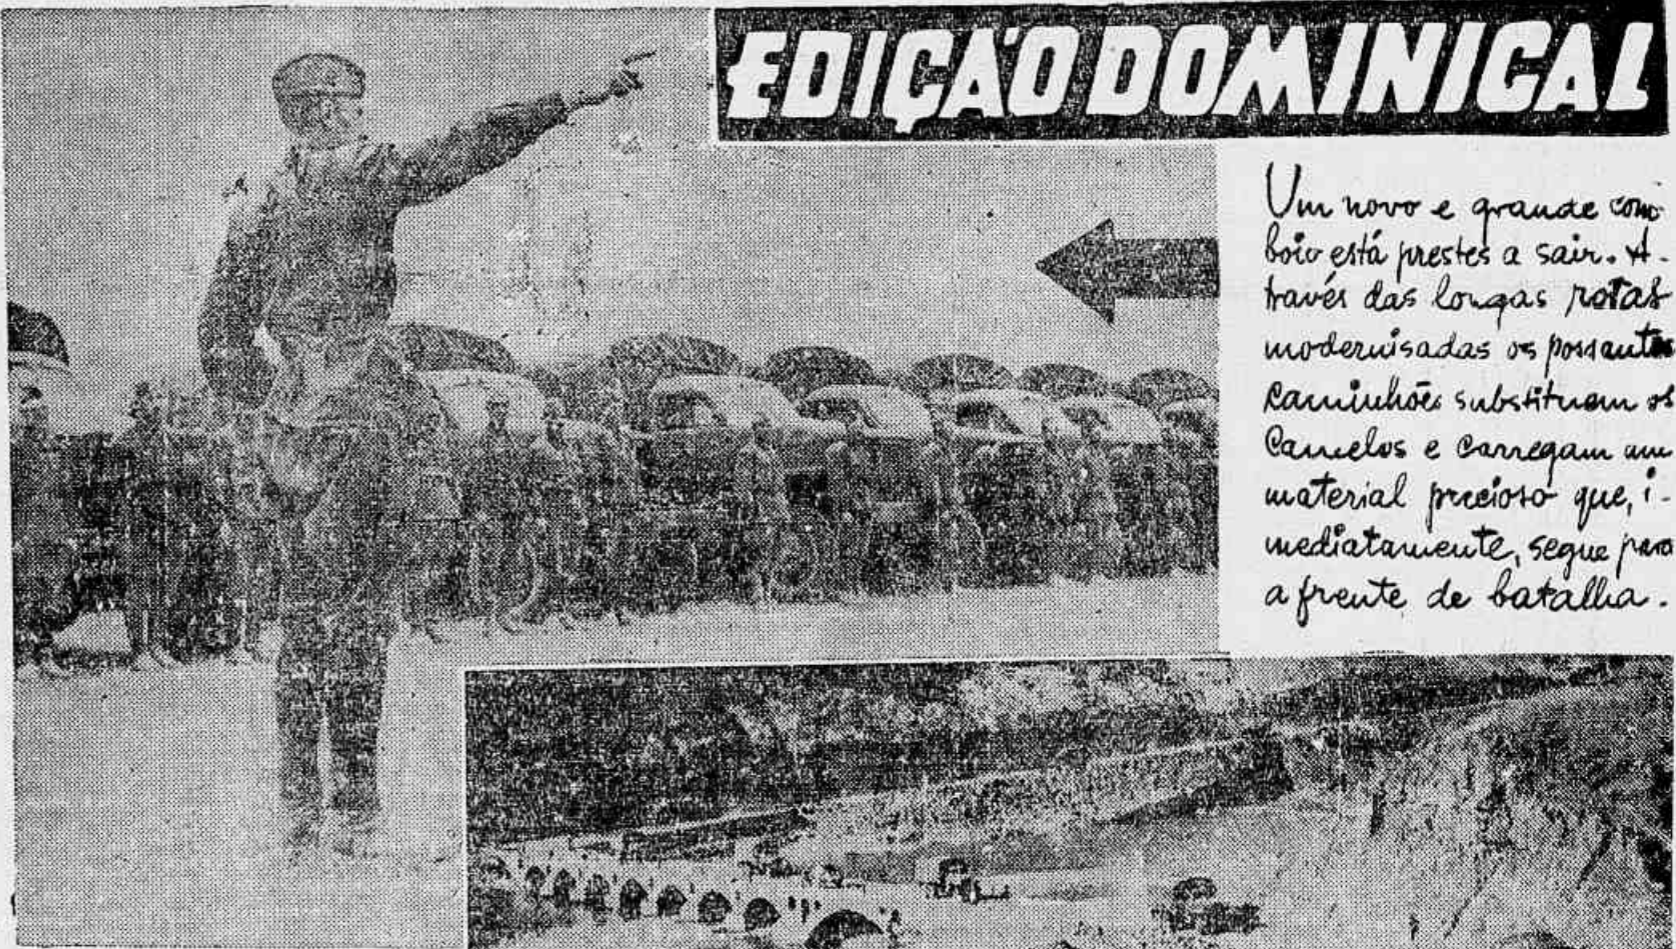 EDIÇÃO DOMINICAL
Um novo e grande com-
boio está prestes a sair. A-
través das longas rotas
modernisadas os possantes
caminhões substituem os
camelos e carregam um
material precioso que, i-
mediatamente, segue para
a frente de batalha.